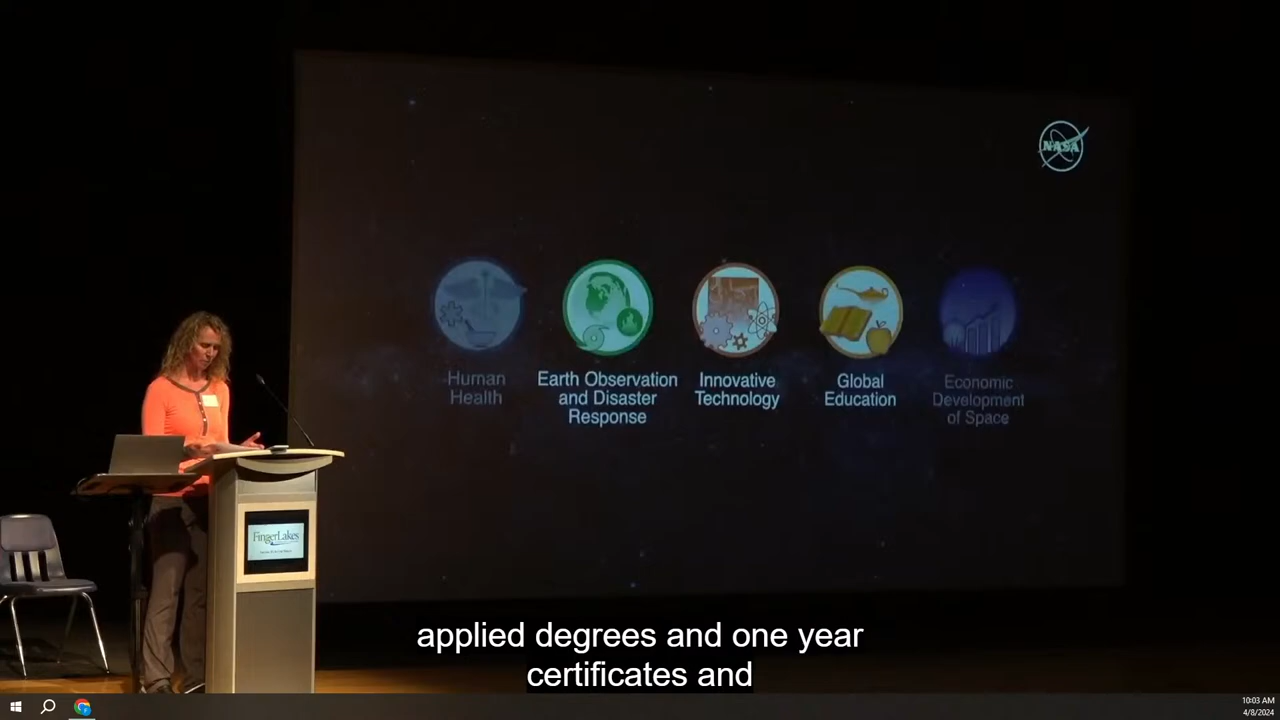 NASA
Human
Health
Earth Observation
and Disaster
Response
Innovative
Technology
Global
Education
Economic
Development
of Space
FingerLakes
applied degrees and one year
certificates and
10:03 AM
4/8/2024